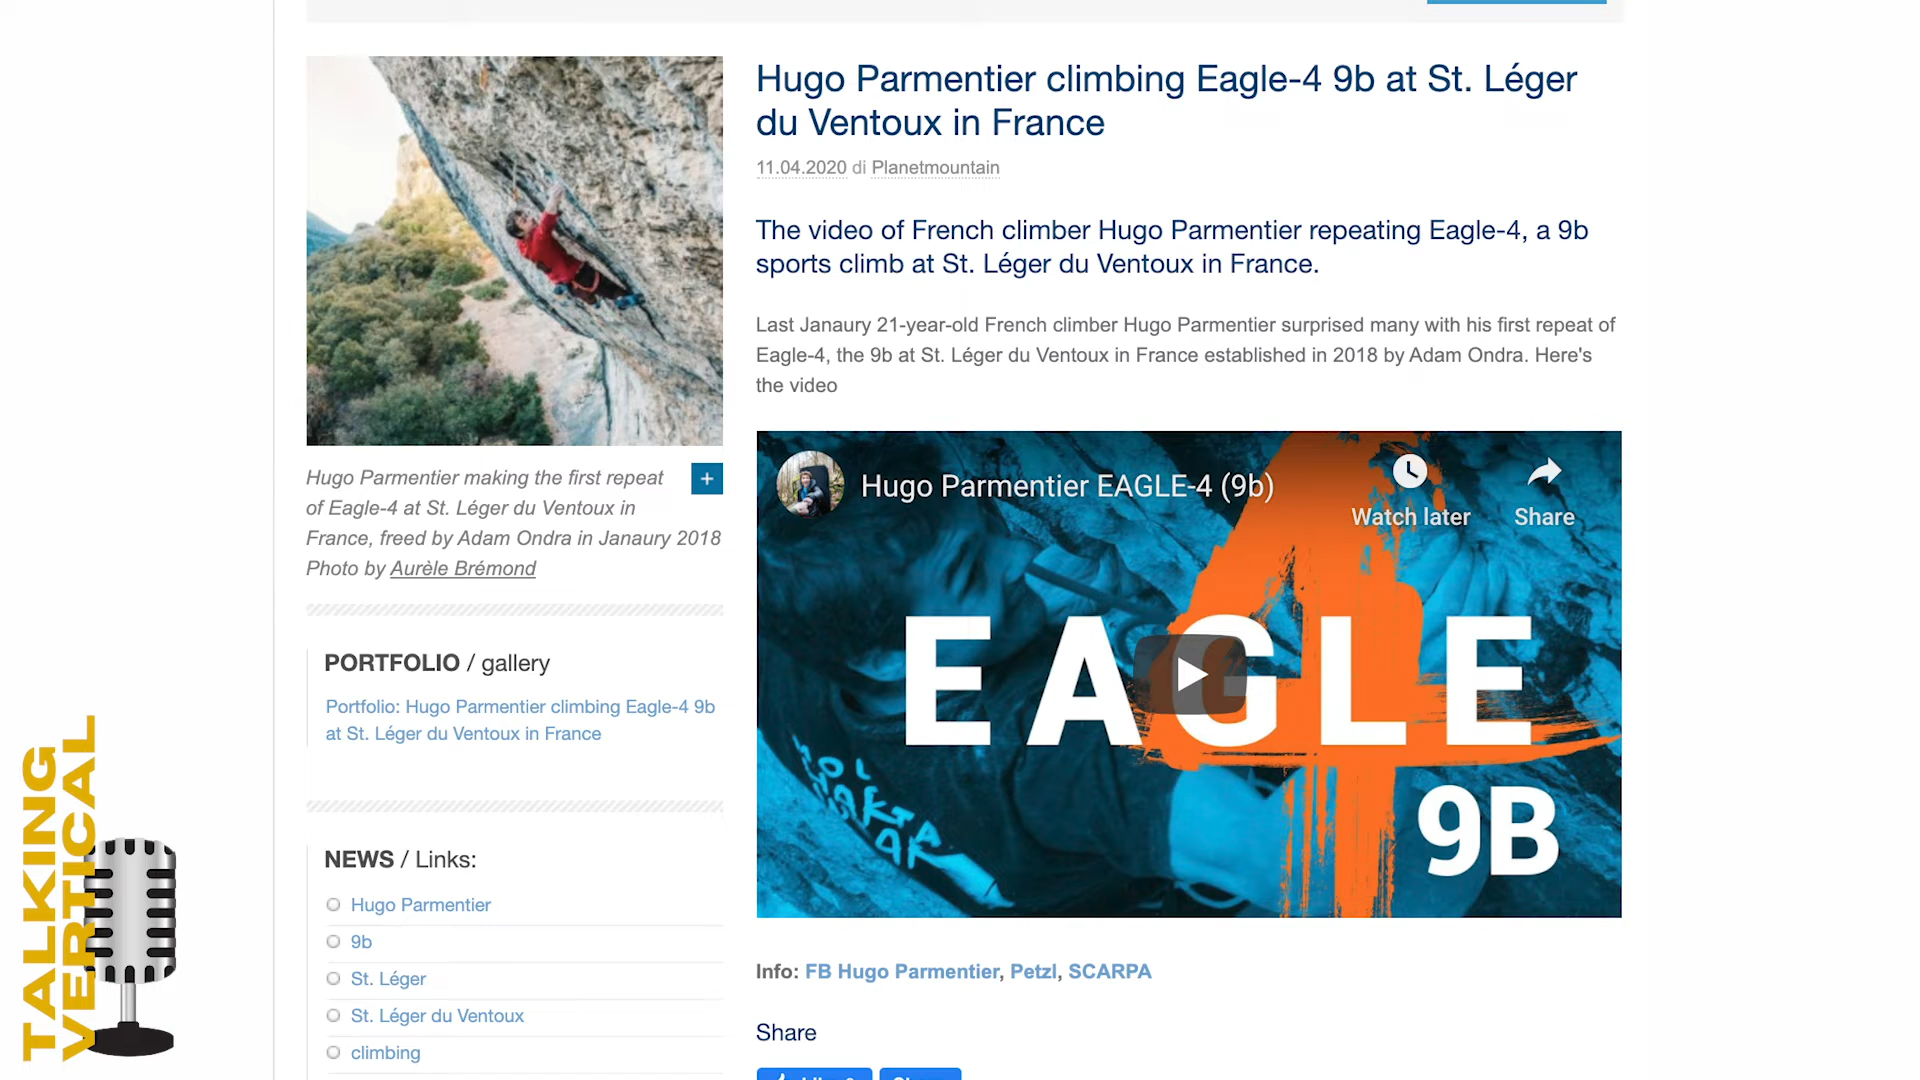 Hugo Parmentier climbing Eagle-4 9b at St. Léger
du Ventoux in France
11.04.2020 di Planetmountain
The video of French climber Hugo Parmentier repeating Eagle-4, a 9b
sports climb at St. Léger du Ventoux in France.
Last Janaury 21-year-old French climber Hugo Parmentier surprised many with his first repeat of
Eagle-4, the 9b at St. Léger du Ventoux in France established in 2018 by Adam Ondra. Here's
the video
Hugo Parmentier EAGLE-4 (9b)
Watch later
Share
EAGLE
4
9B
Info: FB Hugo Parmentier, Petzl, SCARPA
Share
Hugo Parmentier making the first repeat
of Eagle-4 at St. Léger du Ventoux in
France, freed by Adam Ondra in Janaury 2018
Photo by Aurèle Brémond
+
PORTFOLIO / gallery
Portfolio: Hugo Parmentier climbing Eagle-4 9b
at St. Léger du Ventoux in France
NEWS / Links:
Hugo Parmentier
9b
St. Léger
St. Léger du Ventoux
climbing
TALKING
VERTICAL